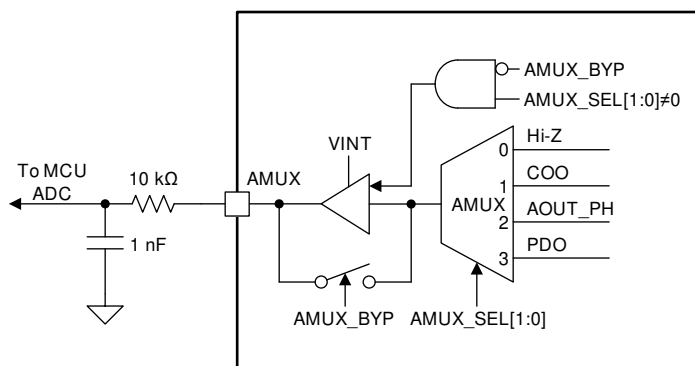 AMUX_BYP
AMUX_SEL[1:0]≠0
VINT
Hi-Z
0
To MCU
ADC
10 kΩ
AMUX
COO
1
AMUX
AOUT_PH
2
1 nF
PDO
3
AMUX_BYP
AMUX_SEL[1:0]